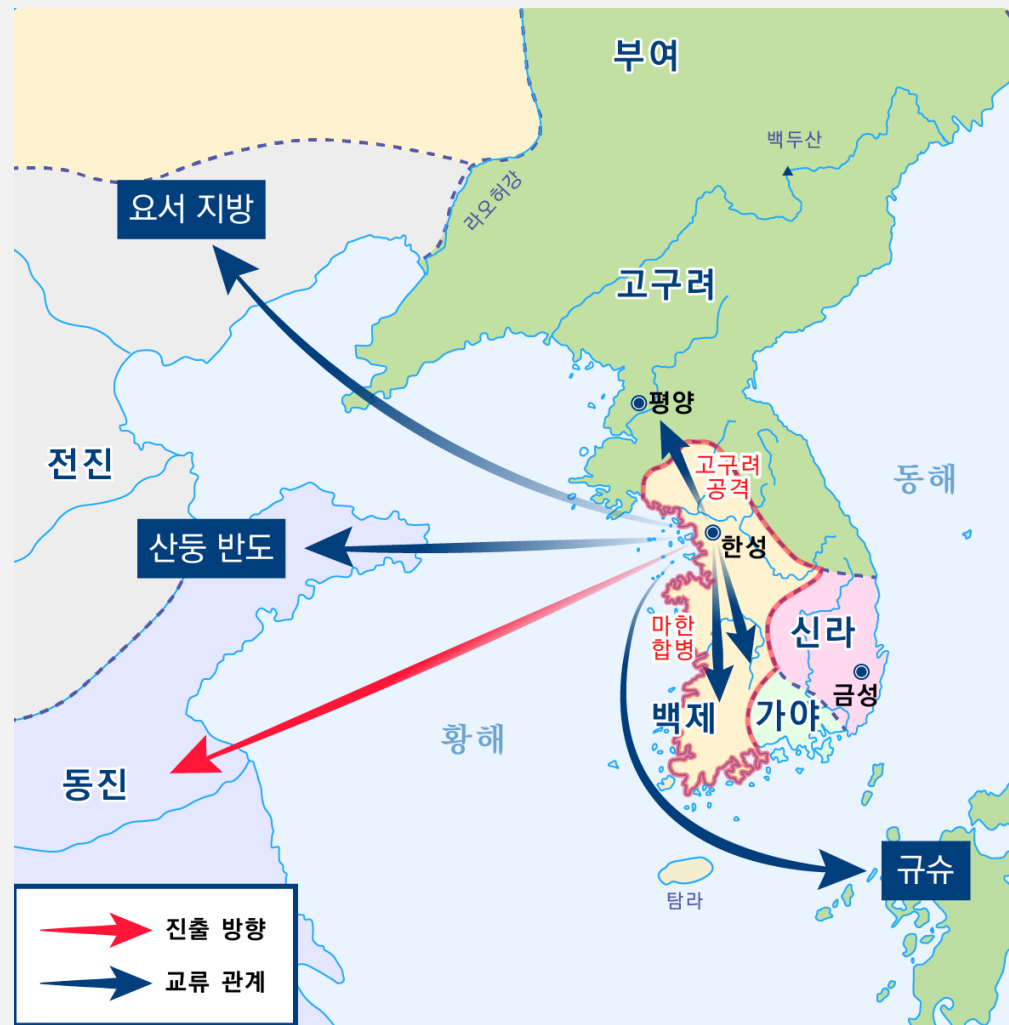 부여
백두산
라오허강
요서 지방
고구려
평양
전진
고구려
공격
동해
산둥 반도
한성
마한
합병
신라
금성
백제
가야
황해
동진
규슈
탐라
진출 방향
교류 관계